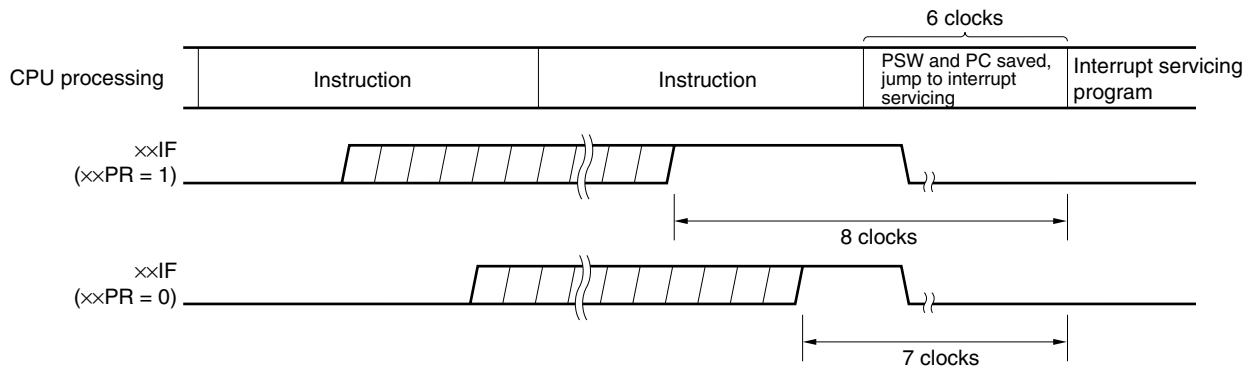 6 clocks
CPU processing
Instruction
Instruction
PSW and PC saved,
jump to interrupt
servicing
Interrupt servicing
program
××IF
(××PR = 1)
8 clocks
××IF
(××PR = 0)
7 clocks